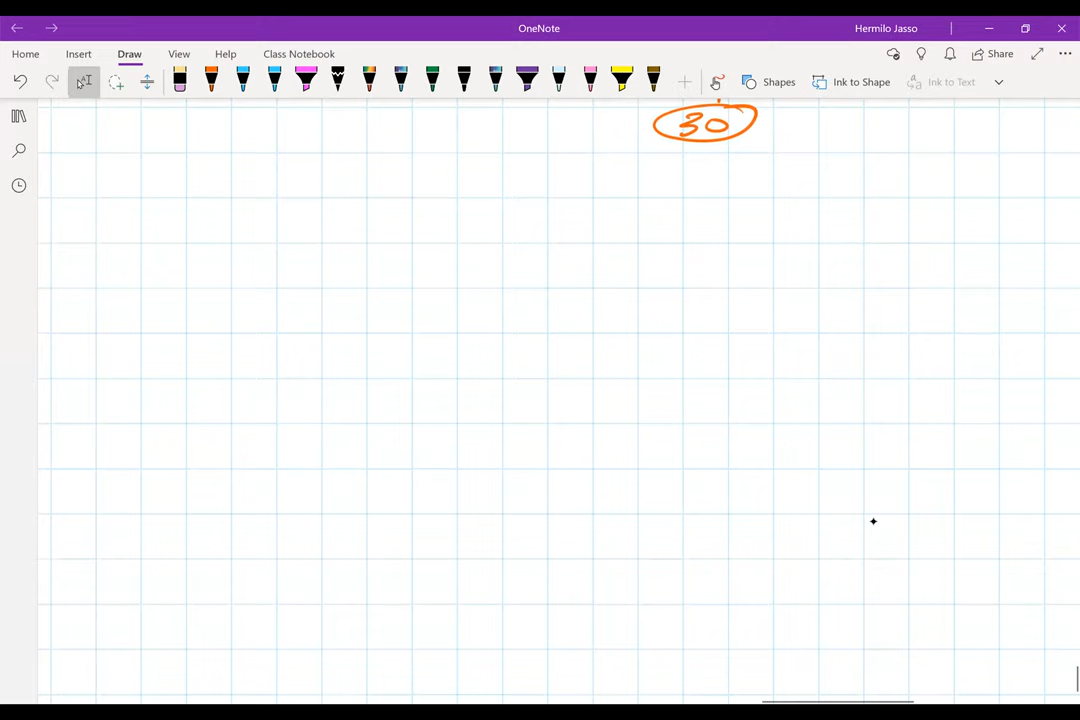 OneNote
Hermilo Jasso
Home Insert Draw View Help Class Notebook
Share
Shapes Ink to Shape Ink to Text
30